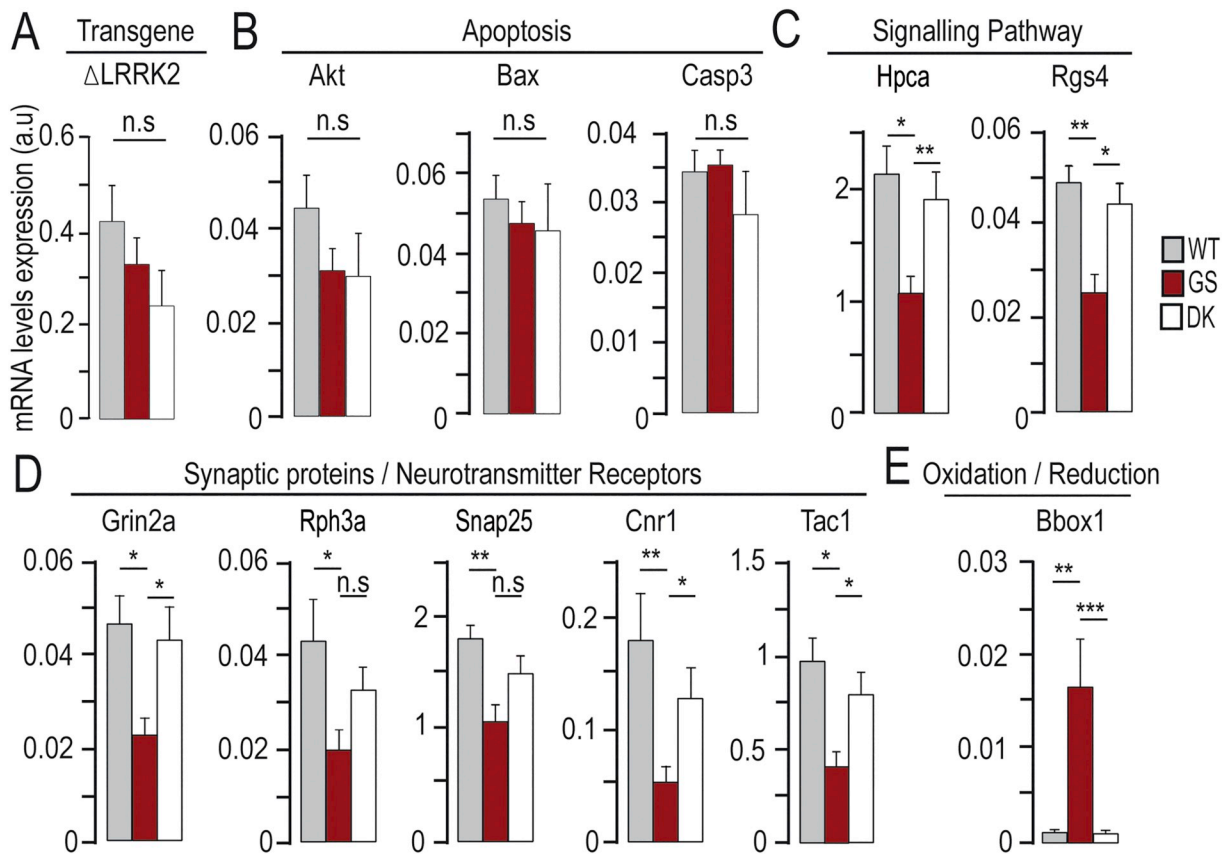 A Transgene
ΔLRRK2
B Apoptosis
Akt Bax Casp3
C Signalling Pathway
Hpca Rgs4
mRNA levels expression (a.u)
0.6
0.4
0.2
0
n.s
0.06
0.04
0.02
0
n.s
0.06
0.04
0.02
0
n.s
0.04
0.03
0.02
0.01
0
n.s
2
1
0
* **
0.06
0.04
0.02
0
** *
WT
GS
DK
D Synaptic proteins / Neurotransmitter Receptors
Grin2a Rph3a Snap25 Cnr1 Tac1
0.06
0.04
0.02
0
* *
0.06
0.04
0.02
0
* n.s
2
1
0
** n.s
0.2
0.1
0
** *
1.5
1
0.5
0
* *
E Oxidation / Reduction
Bbox1
0.03
0.02
0.01
0
** ***